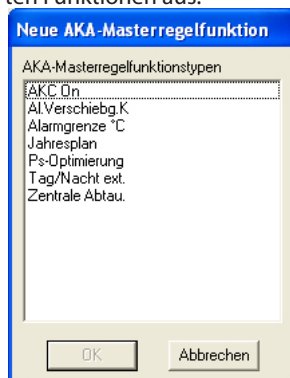 ten Funktionen aus.
Neue AKA-Masterregelfunktion
AKA-Masterregelfunktionstypen
AKC On
Al.Verschiebg.K
Alarmgrenze °C
Jahresplan
Ps-Optimierung
Tag/Nacht ext.
Zentrale Abtau.
OK
Abbrechen